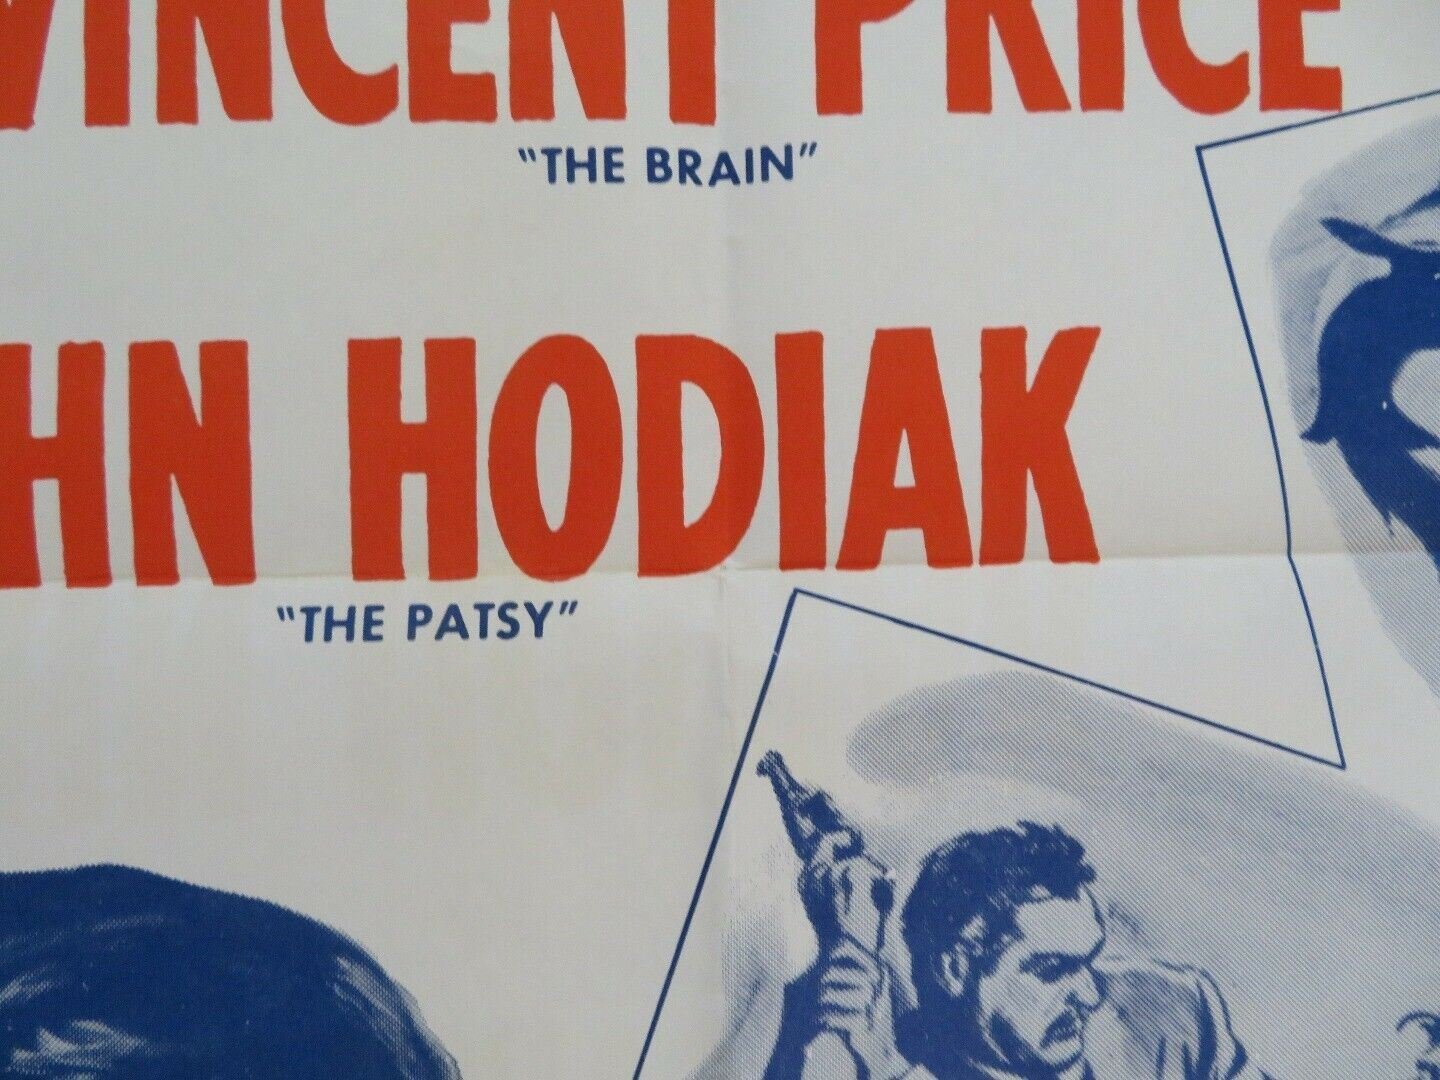 VINCENT PRICE
"THE BRAIN"
HN HODIAK
"THE PATSY"